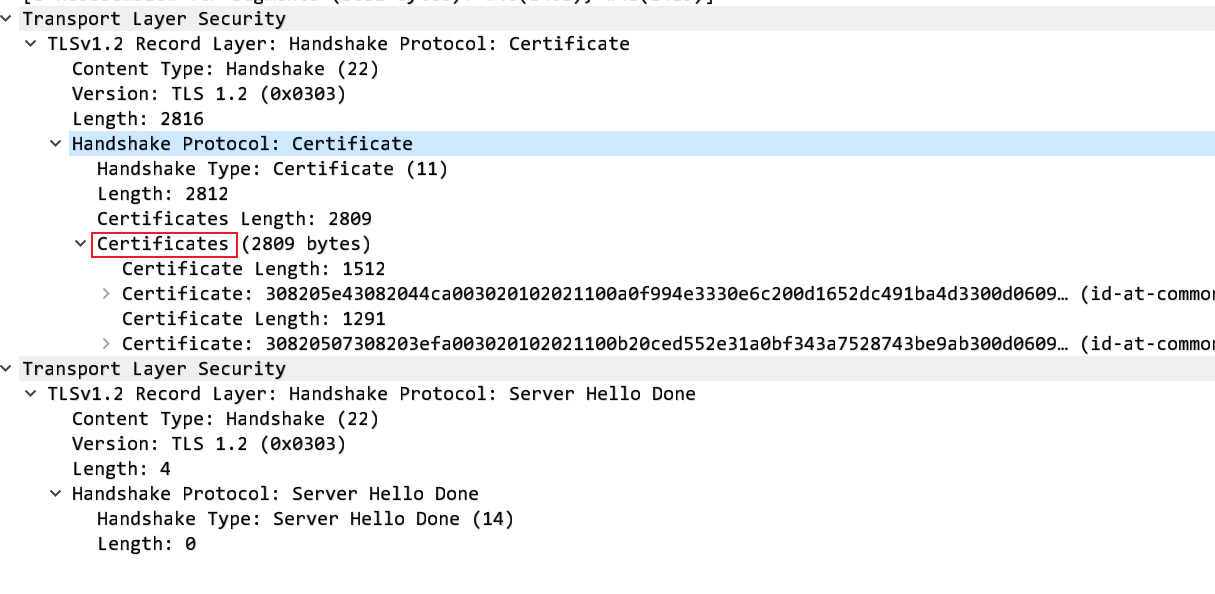 Transport Layer Security
TLSv1.2 Record Layer: Handshake Protocol: Certificate
Content Type: Handshake (22)
Version: TLS 1.2 (0x0303)
Length: 2816
Handshake Protocol: Certificate
Handshake Type: Certificate (11)
Length: 2812
Certificates Length: 2809
Certificates (2809 bytes)
Certificate Length: 1512
Certificate: 308205e43082044ca003020102021100a0f994e3330e6c200d1652dc491ba4d3300d0609… (id-at-common
Certificate Length: 1291
Certificate: 30820507308203efa003020102021100b20ced552e31a0bf343a7528743be9ab300d0609… (id-at-common
Transport Layer Security
TLSv1.2 Record Layer: Handshake Protocol: Server Hello Done
Content Type: Handshake (22)
Version: TLS 1.2 (0x0303)
Length: 4
Handshake Protocol: Server Hello Done
Handshake Type: Server Hello Done (14)
Length: 0